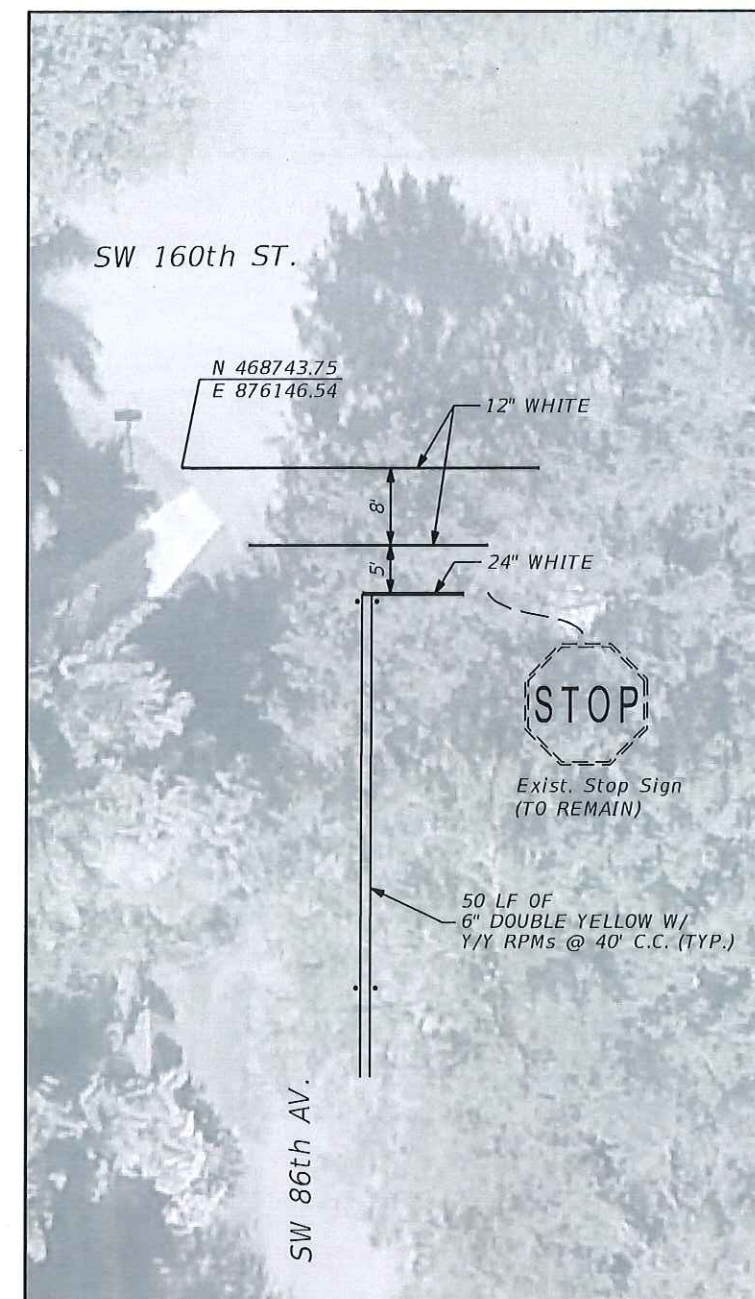 SW 160th ST.
N 468743.75
E 876146.54
12" WHITE
8'
5'
24" WHITE
STOP
Exist. Stop Sign
(TO REMAIN)
50 LF OF
6" DOUBLE YELLOW W/
Y/Y RPMs @ 40' C.C. (TYP.)
SW 86th AV.